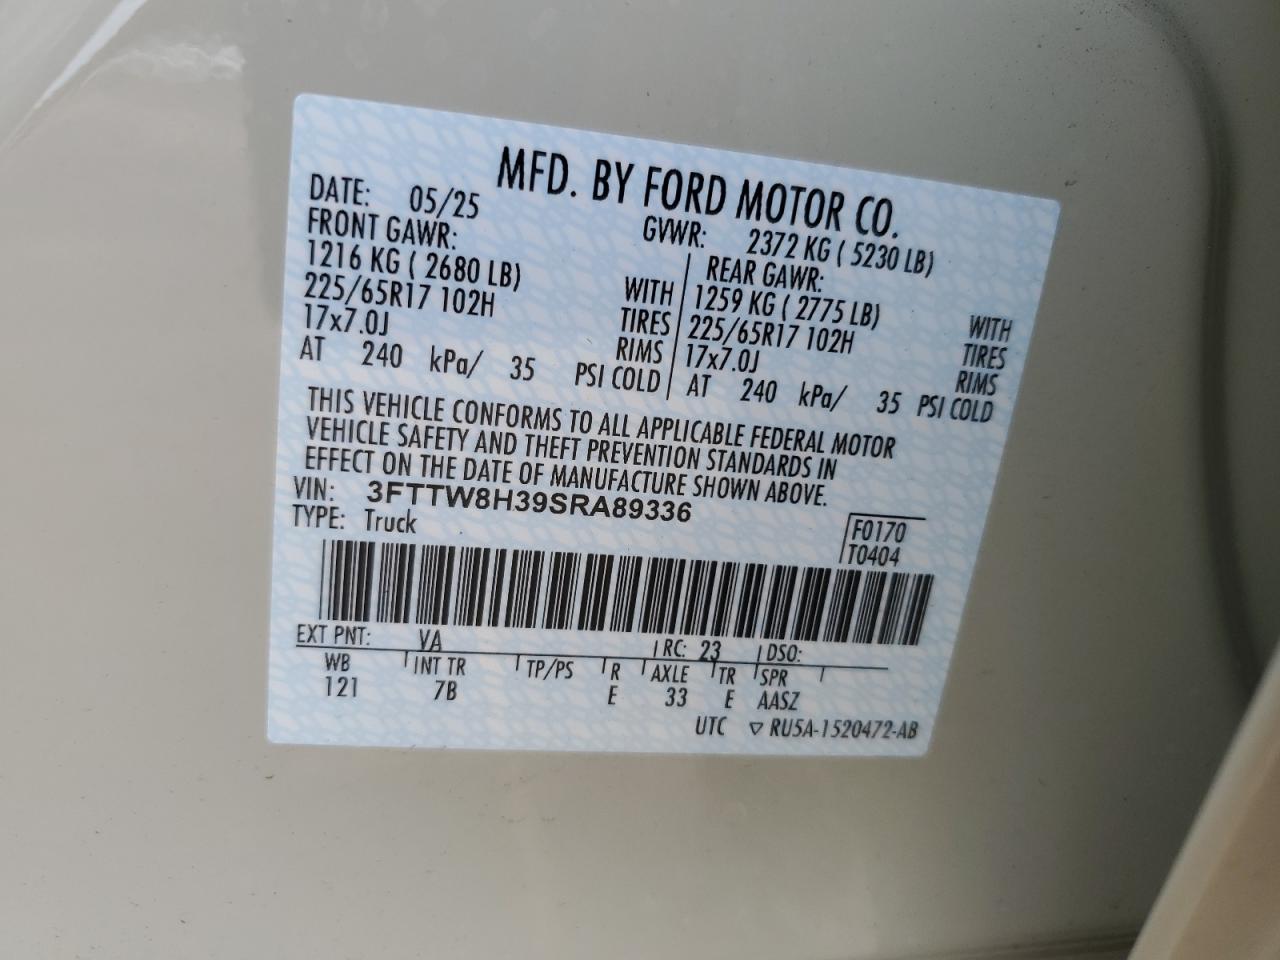 MFD. BY FORD MOTOR CO.
DATE: 05/25 GVWR: 2372 KG ( 5230 LB)
FRONT GAWR: REAR GAWR:
1216 KG ( 2680 LB) WITH 1259 KG ( 2775 LB) WITH
225/65R17 102H TIRES 225/65R17 102H TIRES
17x7.0J RIMS 17x7.0J RIMS
AT 240 kPa/ 35 PSI COLD AT 240 kPa/ 35 PSI COLD
THIS VEHICLE CONFORMS TO ALL APPLICABLE FEDERAL MOTOR
VEHICLE SAFETY AND THEFT PREVENTION STANDARDS IN
EFFECT ON THE DATE OF MANUFACTURE SHOWN ABOVE.
VIN: 3FTTW8H39SRA89336
TYPE: Truck F0170
T0404
EXT PNT: VA RC: 23 DSO:
WB INT TR TP/PS R AXLE TR SPR
121 7B E 33 E AASZ
UTC ▽ RU5A-1520472-AB